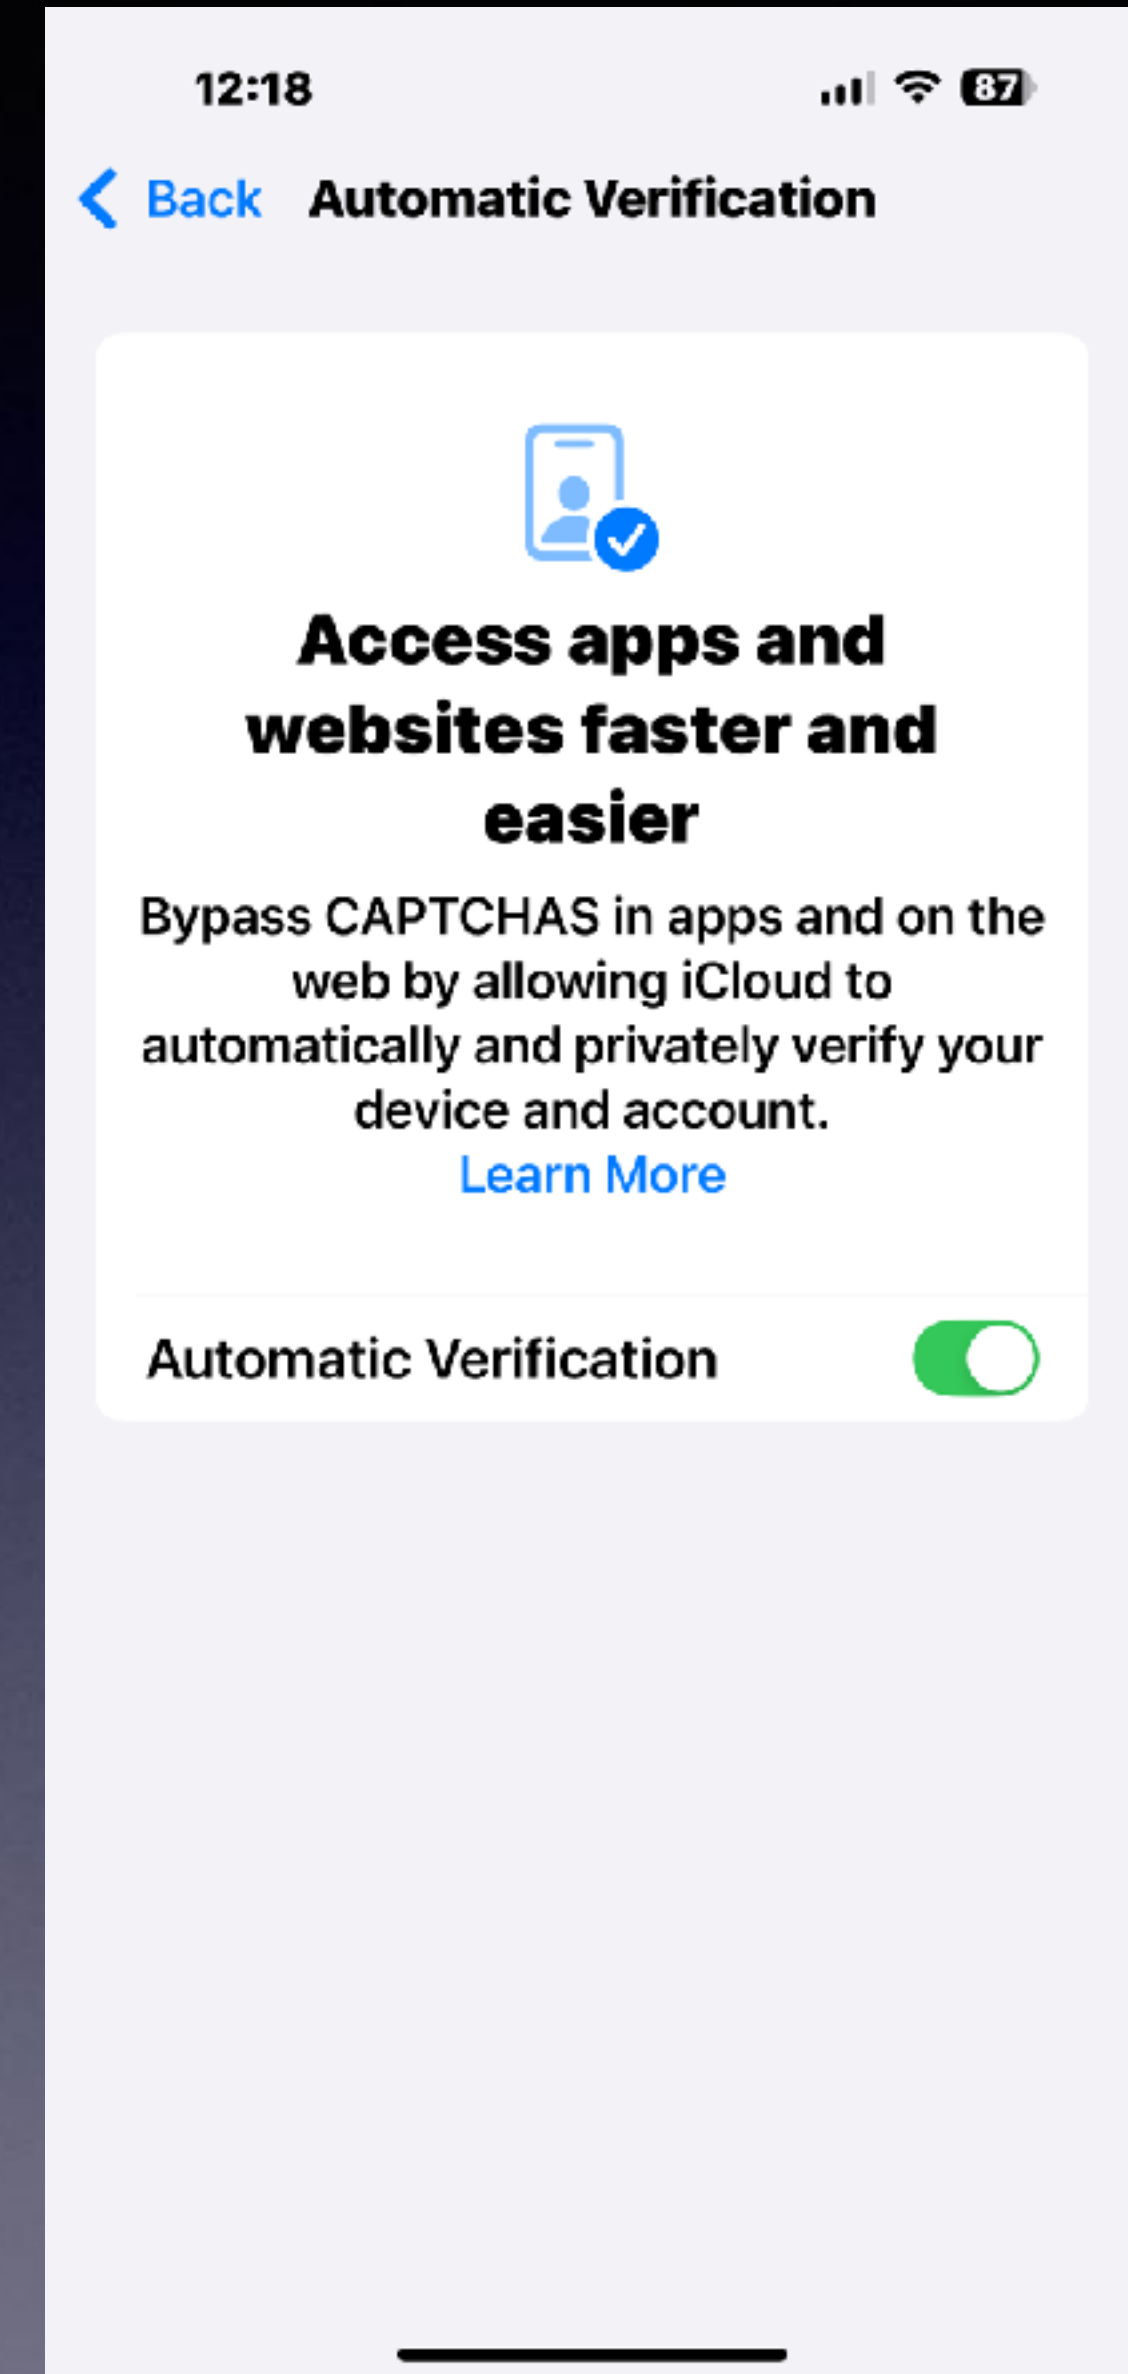 12:18 87
Back Automatic Verification
Access apps and
websites faster and
easier
Bypass CAPTCHAS in apps and on the
web by allowing iCloud to
automatically and privately verify your
device and account.
Learn More
Automatic Verification